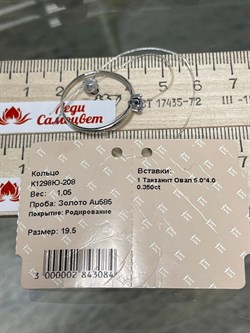 Леди
Самоцвет
ГОСТ 17435-72
Кольцо
К1298Ю-208
Вес: 1,05
Проба: Золото Au585
Покрытие: Родирование
Размер: 19.5
Вставки:
1 Танзанит Овал 5.0*4.0
0.350ct
3 000002 843084